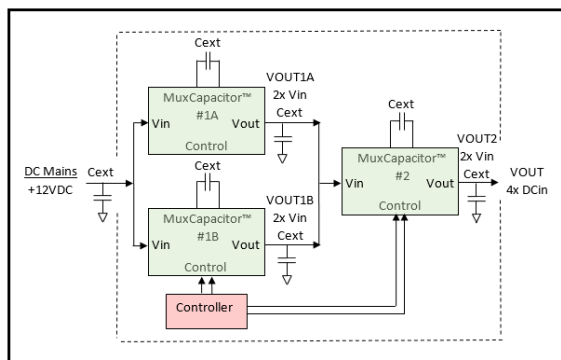 Cext
MuxCapacitor™
#1A
Vin
Vout
Control
VOUT1A
2x Vin
Cext
DC Mains
+12VDC
Cext
Cext
MuxCapacitor™
#1B
Vin
Vout
Control
VOUT1B
2x Vin
Cext
Controller
Cext
MuxCapacitor™
#2
Vin
Vout
Control
VOUT2
2x Vin
Cext
VOUT
4x DCin